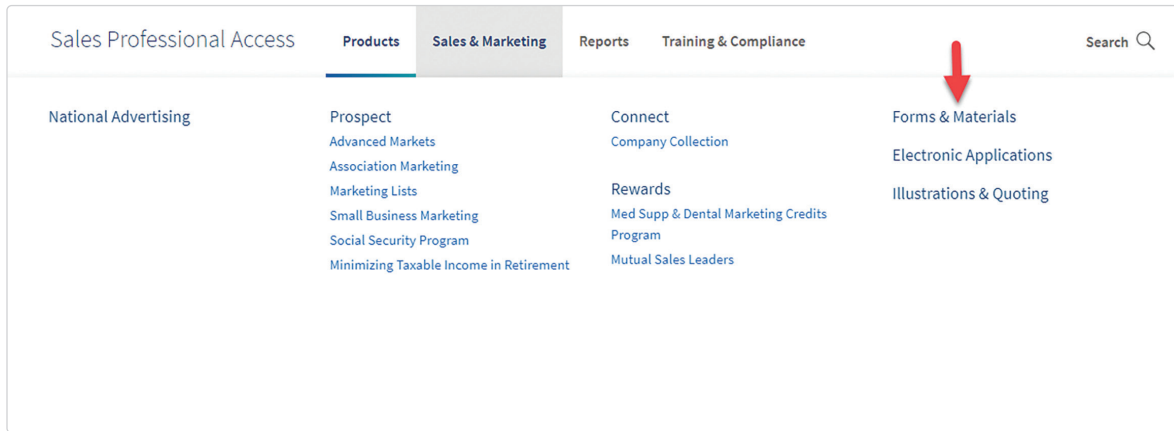 Sales Professional Access
Products
Sales & Marketing
Reports
Training & Compliance
Search
National Advertising
Prospect
Advanced Markets
Association Marketing
Marketing Lists
Small Business Marketing
Social Security Program
Minimizing Taxable Income in Retirement
Connect
Company Collection
Rewards
Med Supp & Dental Marketing Credits
Program
Mutual Sales Leaders
Forms & Materials
Electronic Applications
Illustrations & Quoting